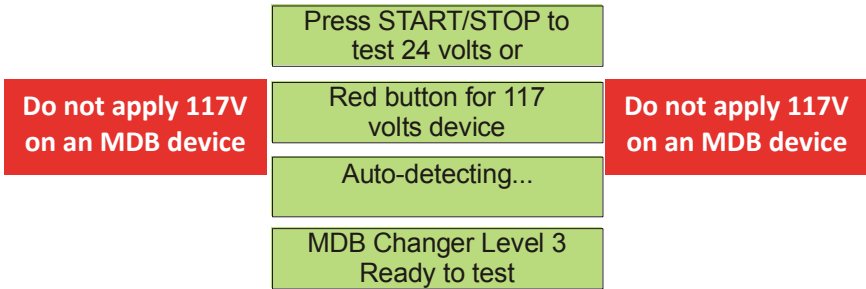 Press START/STOP to
test 24 volts or
Do not apply 117V
on an MDB device
Red button for 117
volts device
Do not apply 117V
on an MDB device
Auto-detecting...
MDB Changer Level 3
Ready to test